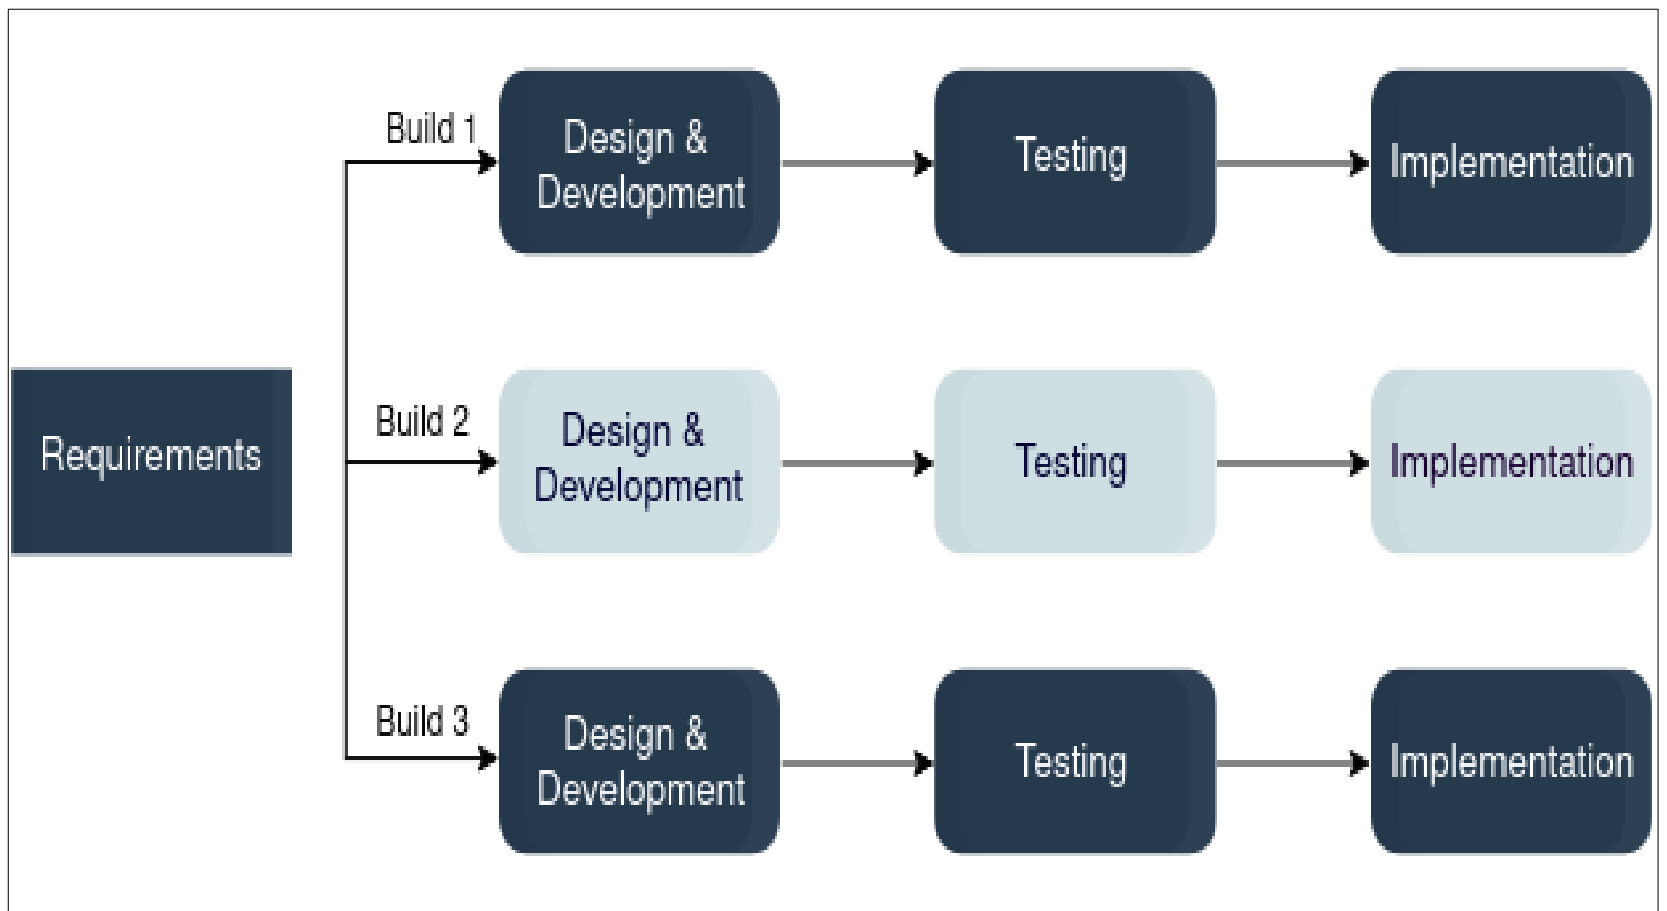 Requirements
Build 1
Design &
Development
Testing
Implementation
Build 2
Design &
Development
Testing
Implementation
Build 3
Design &
Development
Testing
Implementation